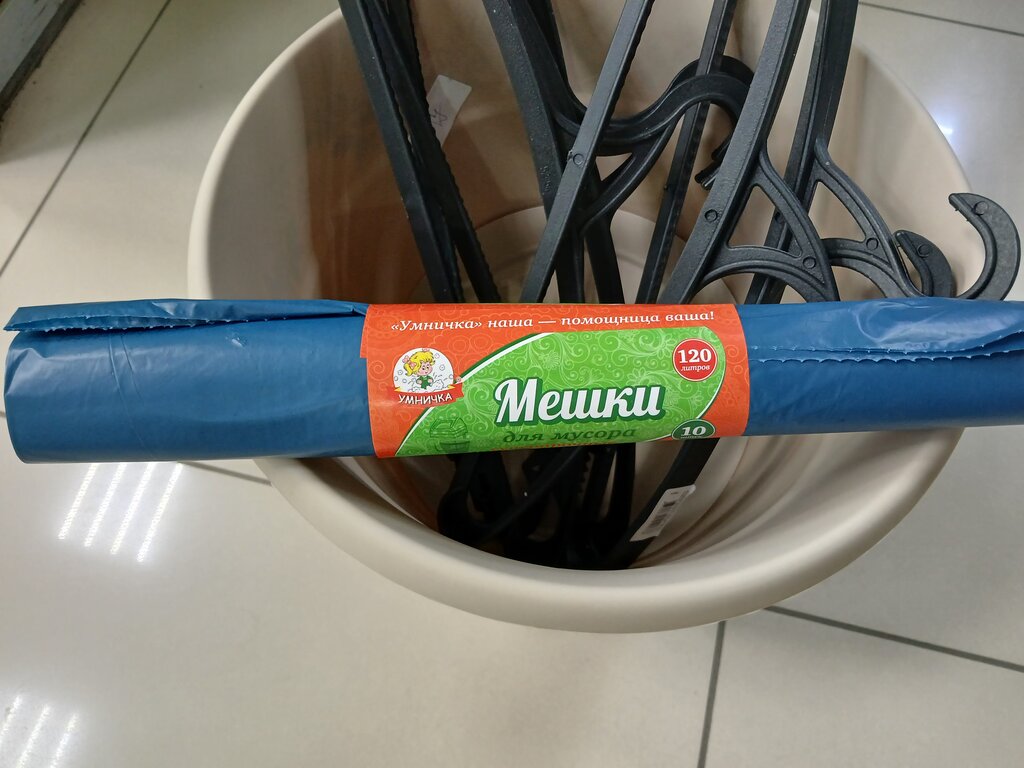 «Умничка» наша — помощница ваша!
УМНИЧКА
Мешки
для мусора
120
литров
10